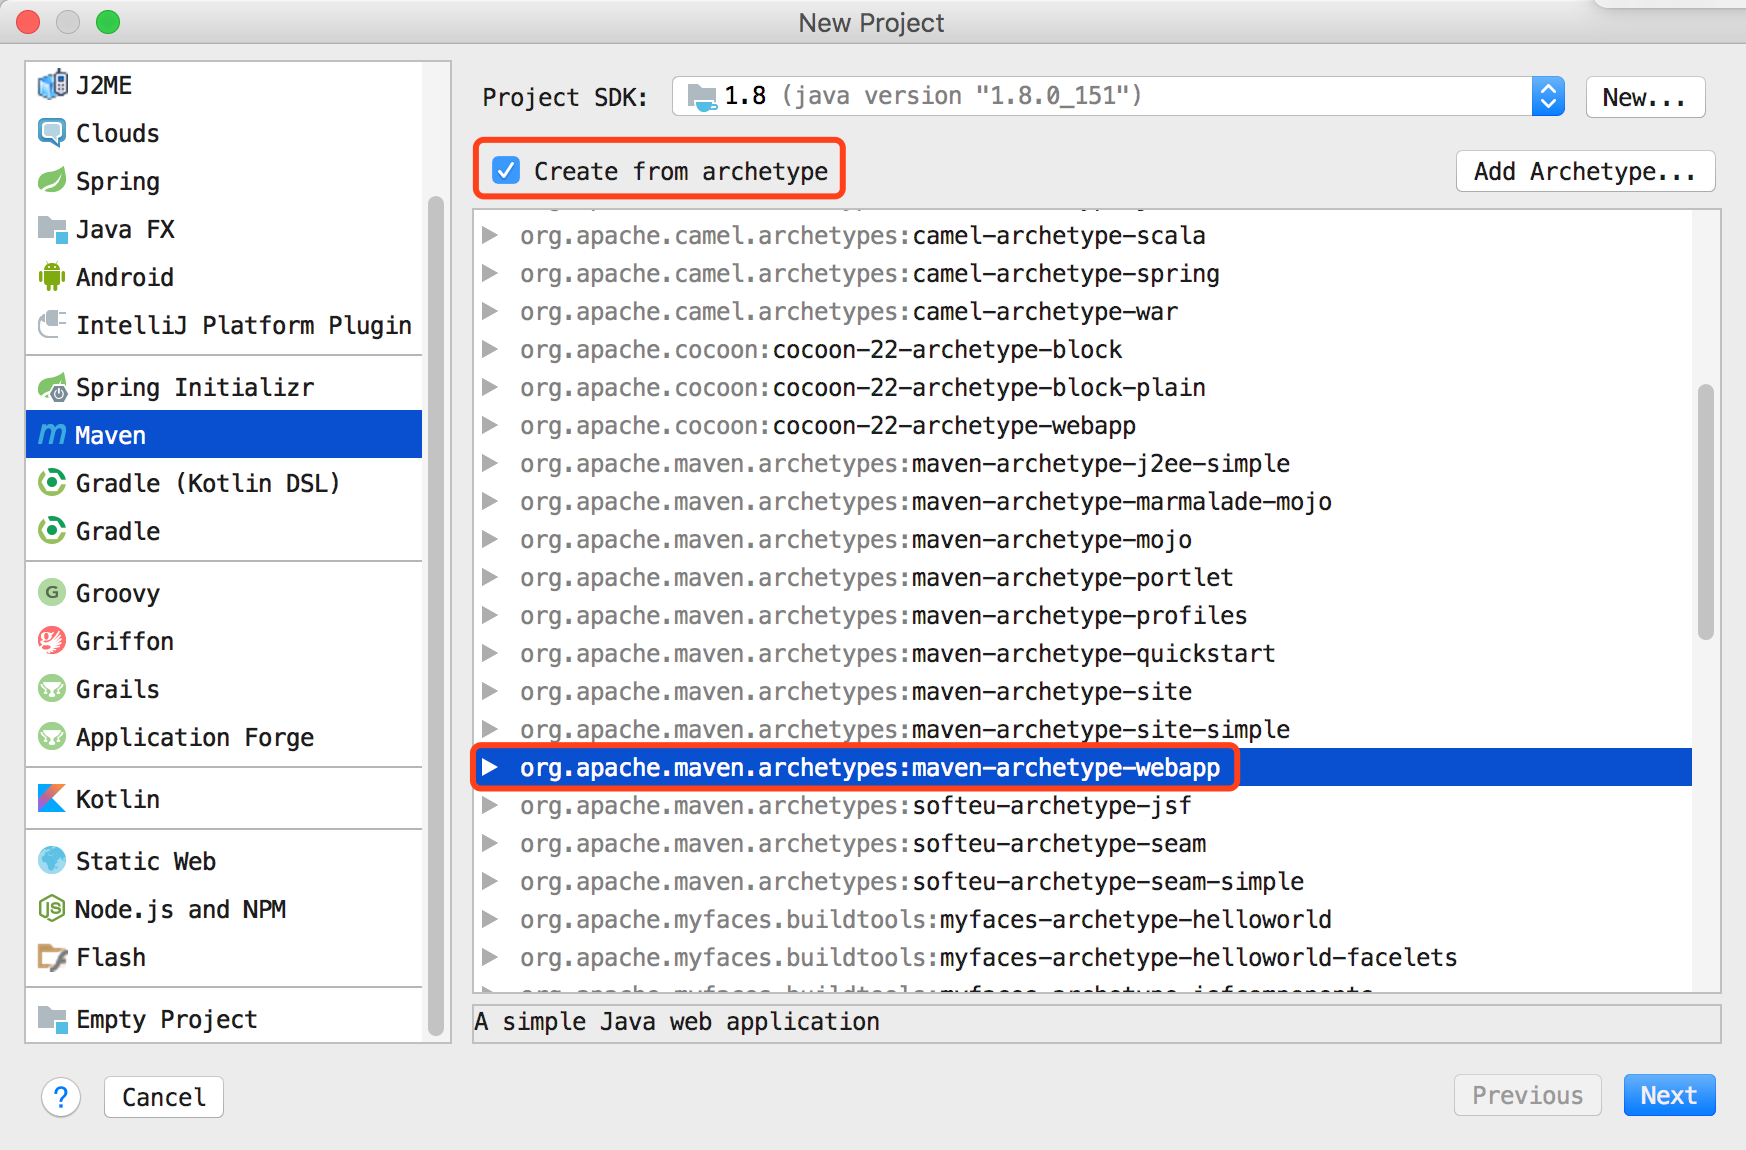 New Project
J2ME
Clouds
Spring
Java FX
Android
IntelliJ Platform Plugin
Spring Initializr
Maven
Gradle (Kotlin DSL)
Gradle
Groovy
Griffon
Grails
Application Forge
Kotlin
Static Web
Node.js and NPM
Flash
Empty Project
Project SDK: 1.8 (java version "1.8.0_151") New...
Create from archetype Add Archetype...
org.apache.camel.archetypes:camel-archetype-scala
org.apache.camel.archetypes:camel-archetype-spring
org.apache.camel.archetypes:camel-archetype-war
org.apache.cocoon:cocoon-22-archetype-block
org.apache.cocoon:cocoon-22-archetype-block-plain
org.apache.cocoon:cocoon-22-archetype-webapp
org.apache.maven.archetypes:maven-archetype-j2ee-simple
org.apache.maven.archetypes:maven-archetype-marmalade-mojo
org.apache.maven.archetypes:maven-archetype-mojo
org.apache.maven.archetypes:maven-archetype-portlet
org.apache.maven.archetypes:maven-archetype-profiles
org.apache.maven.archetypes:maven-archetype-quickstart
org.apache.maven.archetypes:maven-archetype-site
org.apache.maven.archetypes:maven-archetype-site-simple
org.apache.maven.archetypes:maven-archetype-webapp
org.apache.maven.archetypes:softeu-archetype-jsf
org.apache.maven.archetypes:softeu-archetype-seam
org.apache.maven.archetypes:softeu-archetype-seam-simple
org.apache.myfaces.buildtools:myfaces-archetype-helloworld
org.apache.myfaces.buildtools:myfaces-archetype-helloworld-facelets
A simple Java web application
? Cancel Previous Next